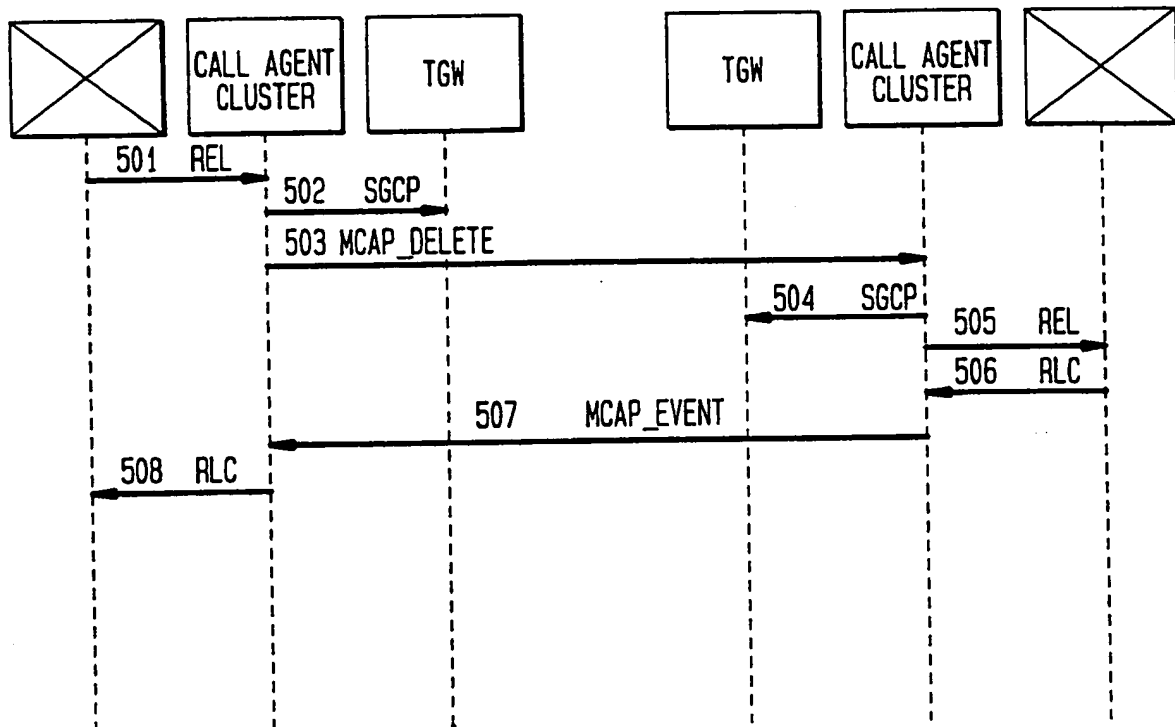 CALL AGENT
CLUSTER
TGW
TGW
CALL AGENT
CLUSTER
501 REL
502 SGCP
503 MCAP_DELETE
504 SGCP
505 REL
506 RLC
507 MCAP_EVENT
508 RLC